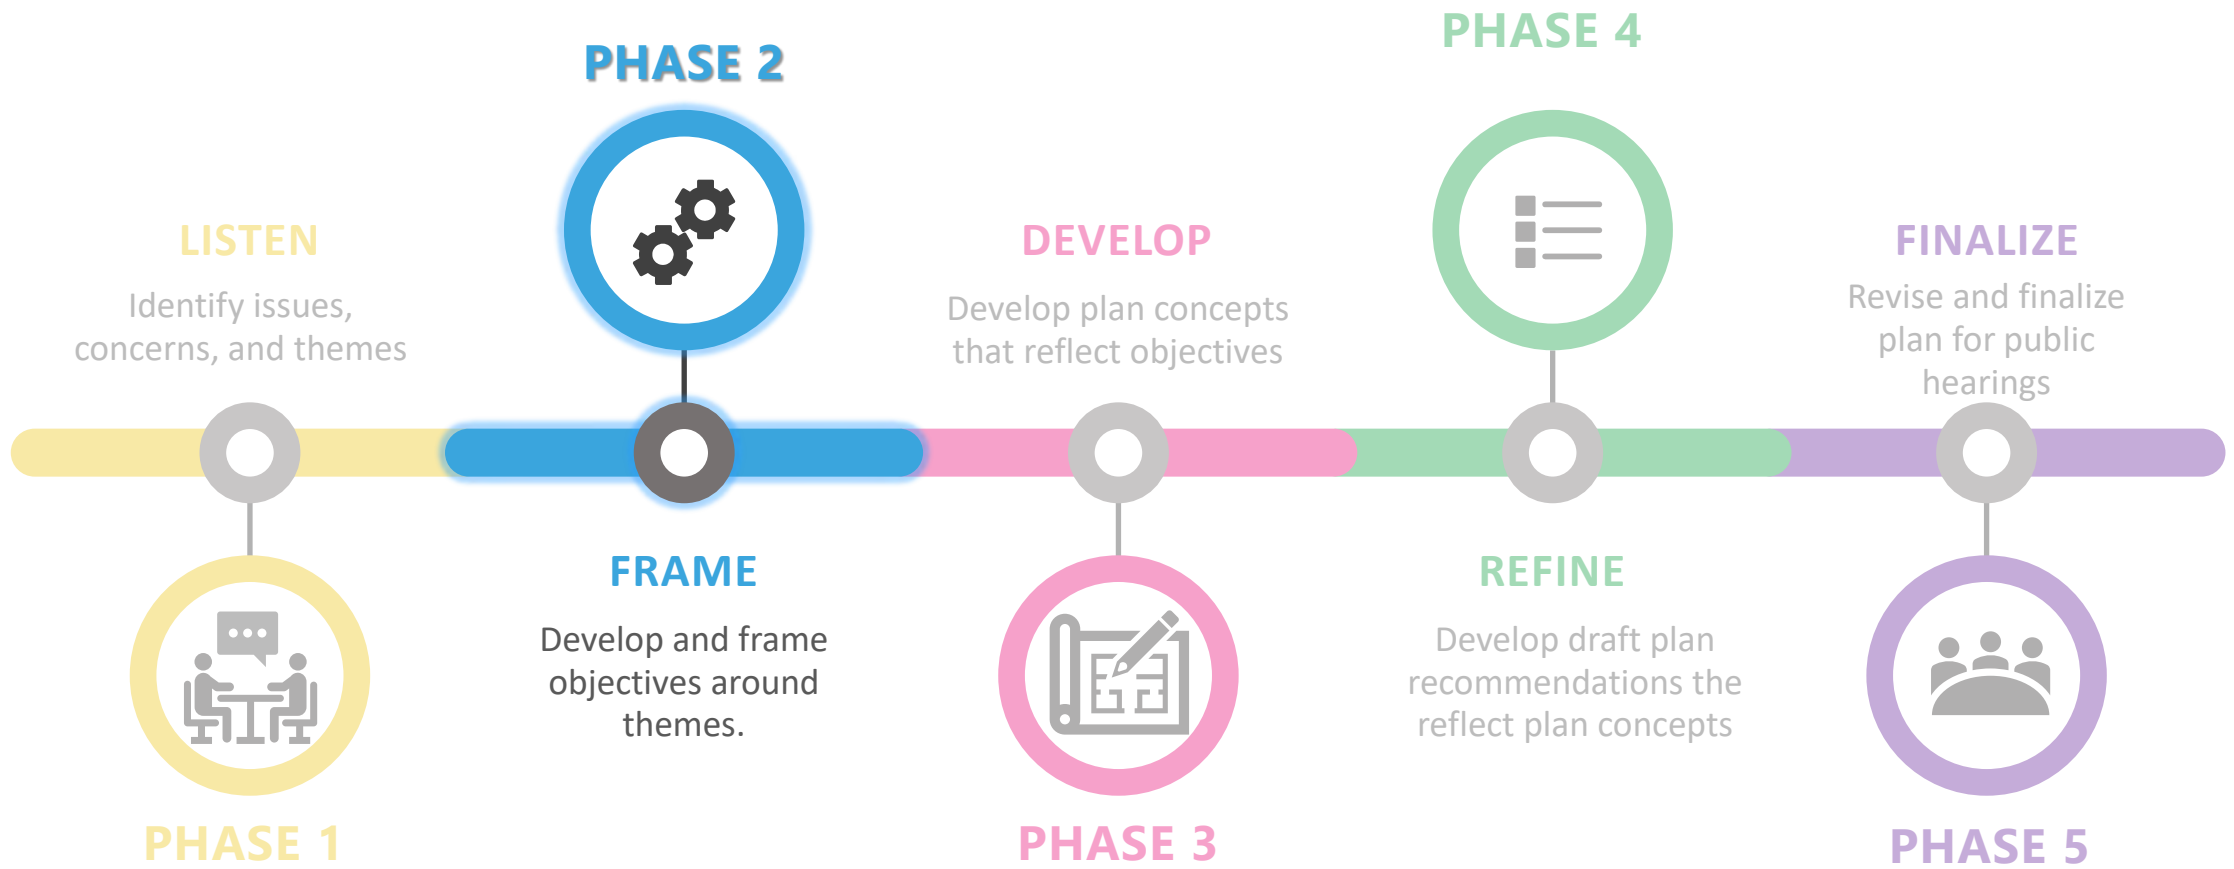 PHASE 1
LISTEN
Identify issues,
concerns, and themes
PHASE 2
FRAME
Develop and frame
objectives around
themes.
PHASE 3
DEVELOP
Develop plan concepts
that reflect objectives
PHASE 4
REFINE
Develop draft plan
recommendations the
reflect plan concepts
PHASE 5
FINALIZE
Revise and finalize
plan for public
hearings